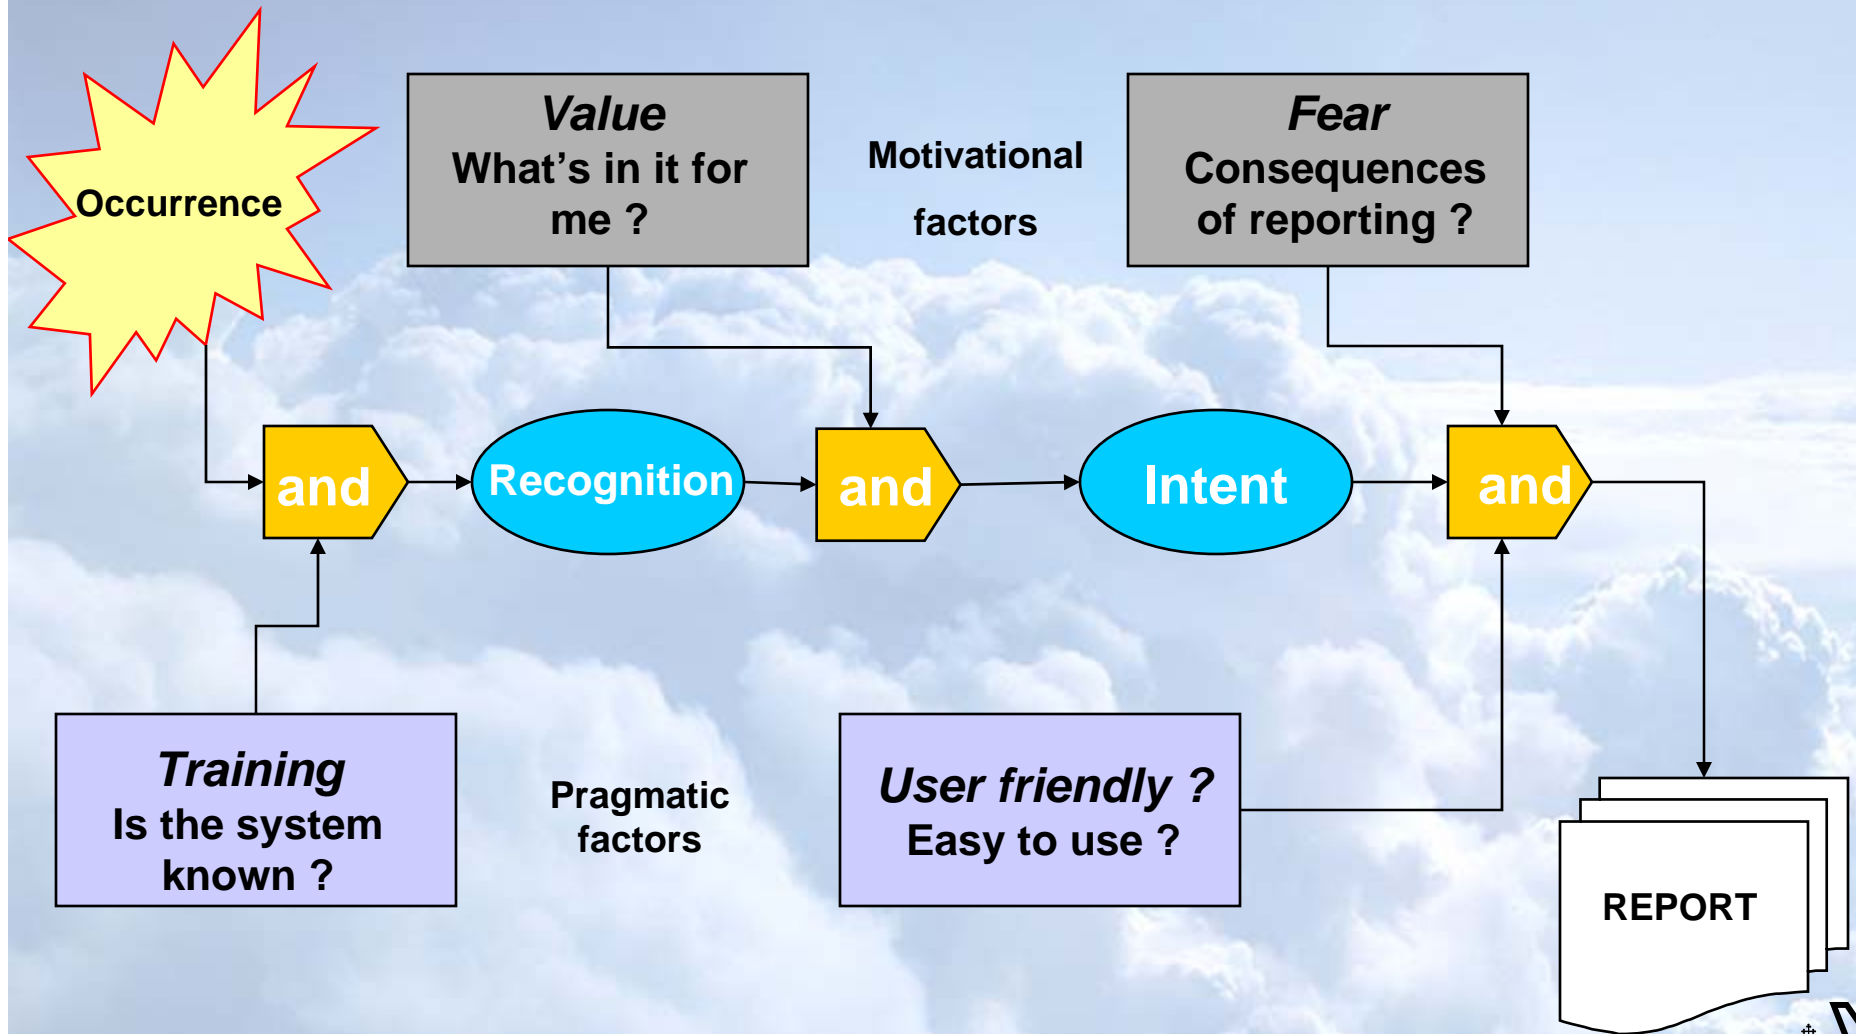 Occurrence
Value
What's in it for
me ?
Motivational
factors
Fear
Consequences
of reporting ?
and
Recognition
and
Intent
and
Training
Is the system
known ?
Pragmatic
factors
User friendly ?
Easy to use ?
REPORT